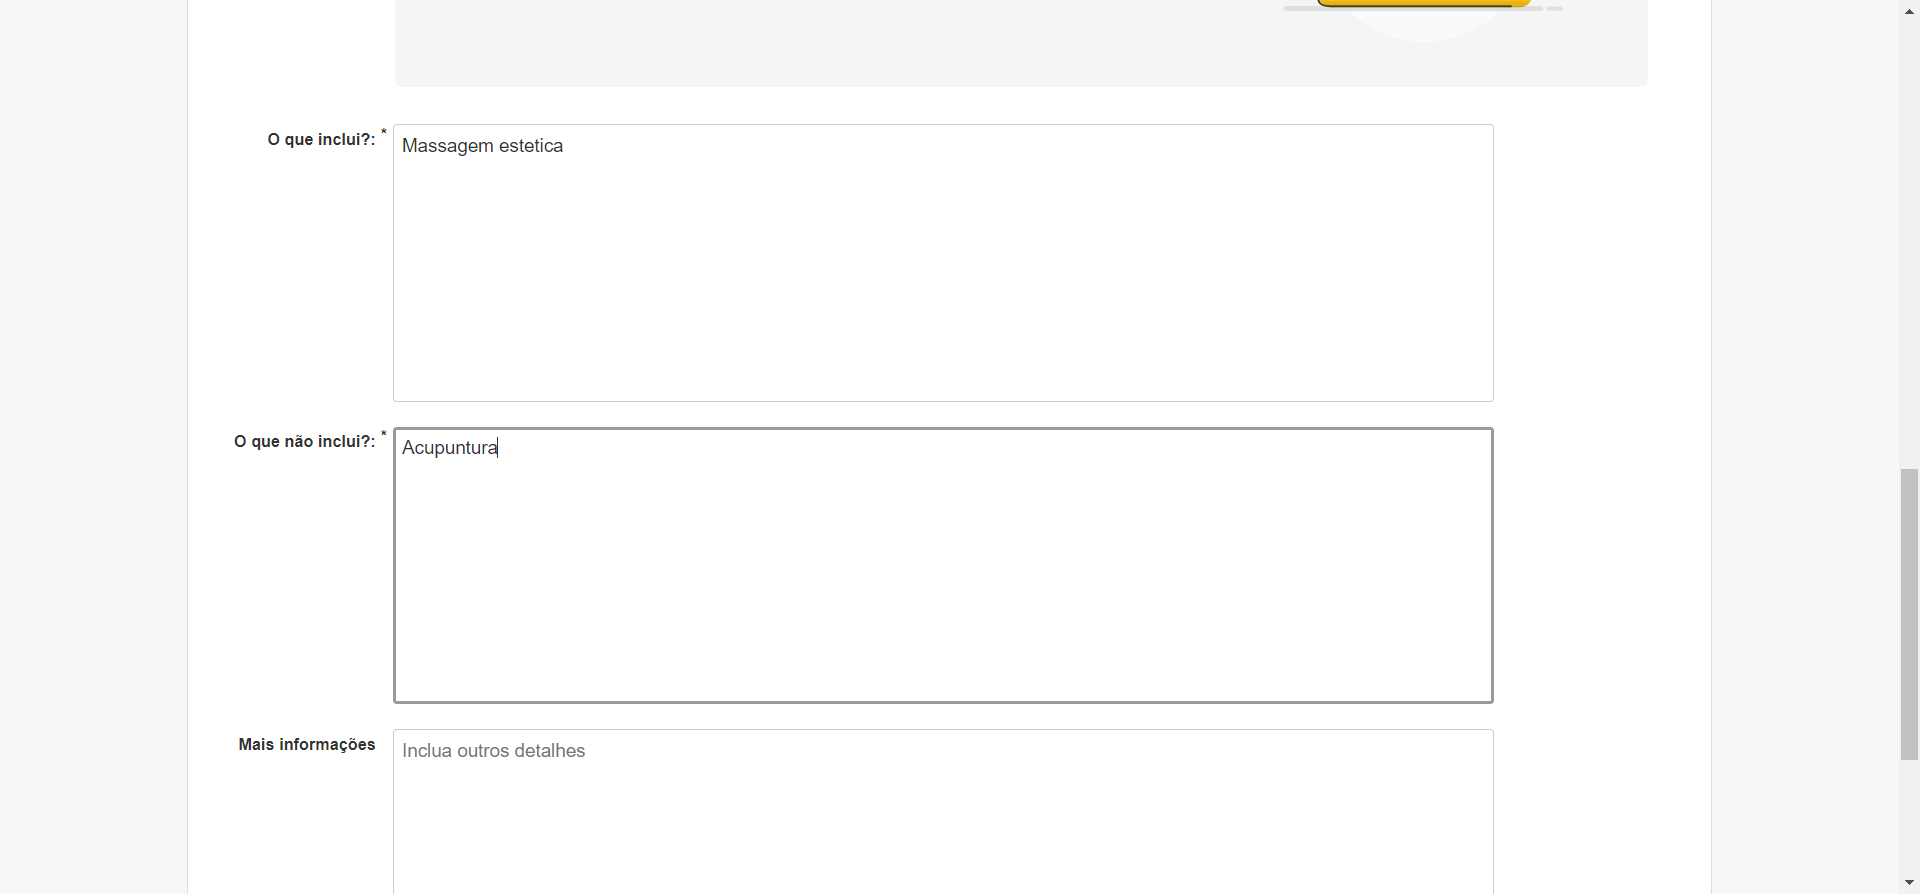 O que inclui?: *
Massagem estetica
O que não inclui?: *
Acupuntura
Mais informações
Inclua outros detalhes